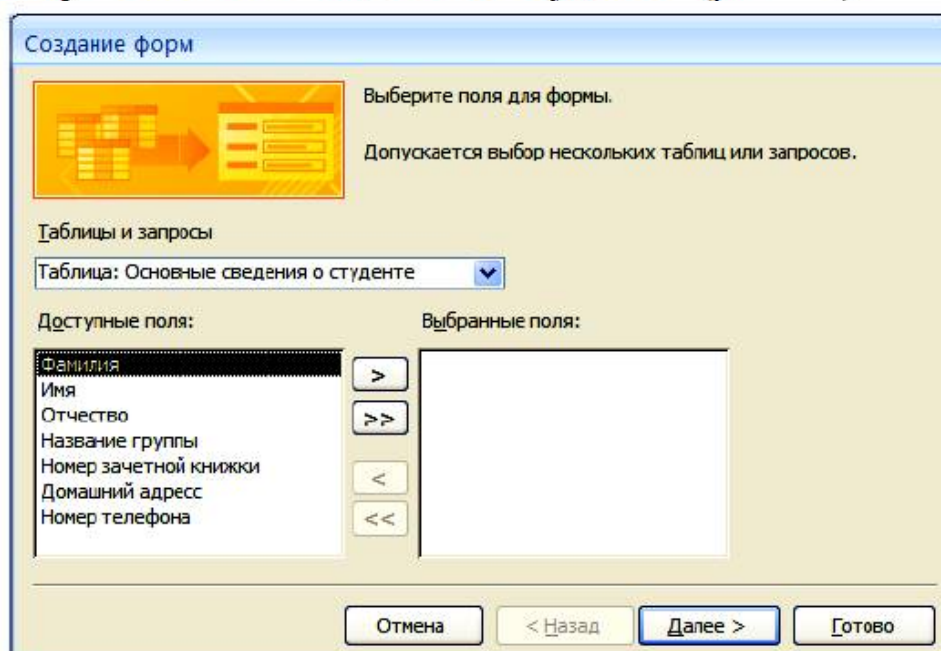 Создание форм
Выберите поля для формы.
Допускается выбор нескольких таблиц или запросов.
Таблицы и запросы
Таблица: Основные сведения о студенте
Доступные поля:
Выбранные поля:
Фамилия
Имя
Отчество
Название группы
Номер зачетной книжки
Домашний адресс
Номер телефона
>
>>
<
<<
Отмена
< Назад
Далее >
Готово